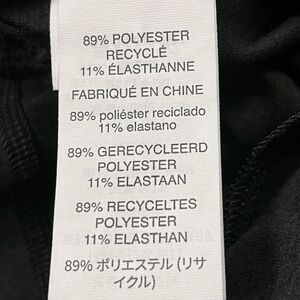 89% POLYESTER
RECYCLÉ
11% ÉLASTHANNE
FABRIQUÉ EN CHINE
89% poliéster reciclado
11% elastano
89% GERECYCLEERD
POLYESTER
11% ELASTAAN
89% RECYCELTES
POLYESTER
11% ELASTHAN
89% ポリエステル (リサ
イクル)